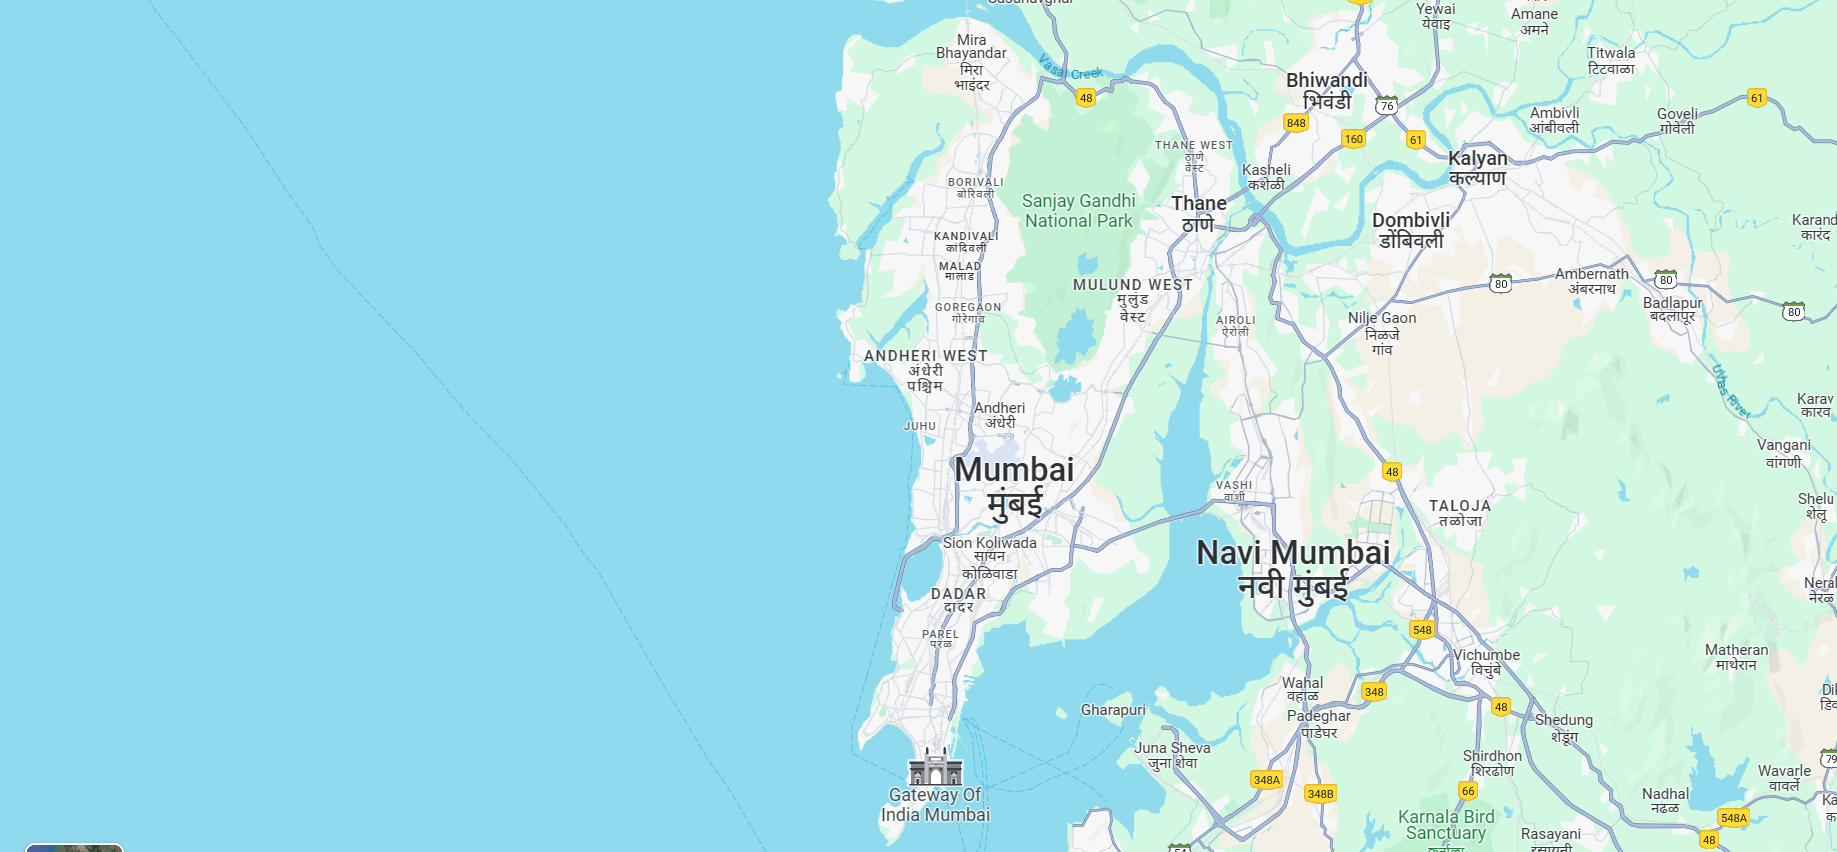 Yewai
येवाइ
Amane
अमने
Mira
Bhayandar
मिरा
भाइंदर
Titwala
टिटवाळा
Vasai Creek
48
Bhiwandi
भिवंडी
76
61
848
160
61
Ambivli
आंबीवली
Goveli
गोवेली
THANE WEST
ठाणे
वेस्ट
Kasheli
कशेळी
Kalyan
कल्याण
BORIVALI
बोरिवली
Sanjay Gandhi
National Park
Thane
ठाणे
Dombivli
डोंबिवली
Karand
कारंद
KANDIVALI
कांदिवली
MALAD
मालाड
MULUND WEST
मुलुंड
वेस्ट
80
Ambernath
अंबरनाथ
80
Badlapur
बदलापूर
80
GOREGAON
गोरेगाव
AIROLI
ऐरोली
Nilje Gaon
निळजे
गांव
ANDHERI WEST
अंधेरी
पश्चिम
Ulhas River
Andheri
अंधेरी
Karav
कारव
JUHU
Vangani
वांगणी
Mumbai
मुंबई
48
VASHI
वाशी
TALOJA
तळोजा
Shelu
शेलू
Sion Koliwada
सायन
कोळिवाडा
Navi Mumbai
नवी मुंबई
Neral
नेरळ
DADAR
दादर
PAREL
परळ
548
Vichumbe
विचुंबे
Matheran
माथेरान
Wahal
वहाळ
348
48
Gharapuri
Padeghar
पाडेघर
Shedung
शेडूंग
Juna Sheva
जुना शेवा
Shirdhon
शिरढोण
79
Wavarle
वावर्ले
348A
348B
66
Nadhal
नढळ
Gateway Of
India Mumbai
Karnala Bird
Sanctuary
548A
48
Rasayani
54